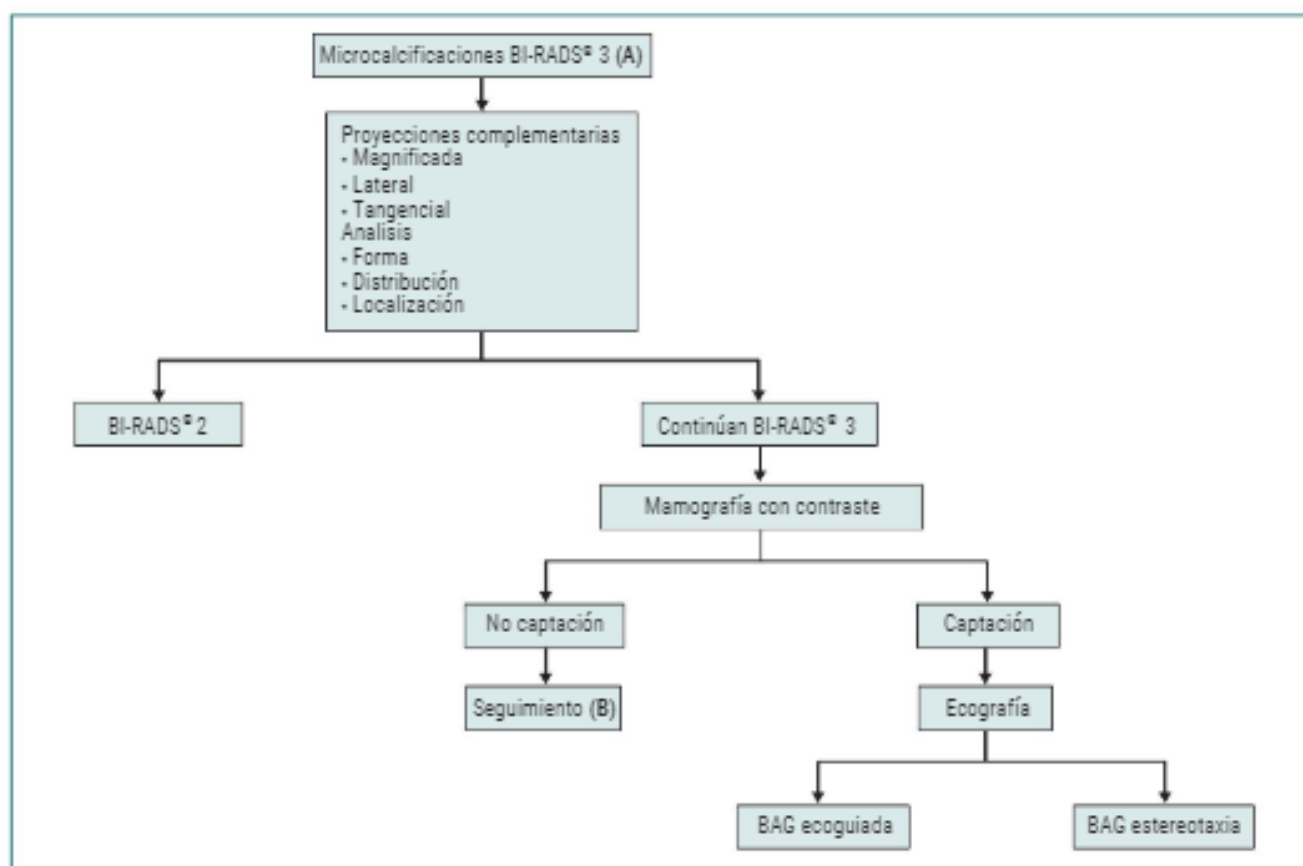 Microcalcificaciones BI-RADS® 3 (A)
Proyecciones complementarias
- Magnificada
- Lateral
- Tangencial
Analisis
- Forma
- Distribución
- Localización
BI-RADS® 2
Continúan BI-RADS® 3
Mamografía con contraste
No captación
Captación
Seguimiento (B)
Ecografía
BAG ecoguiada
BAG estereotaxia